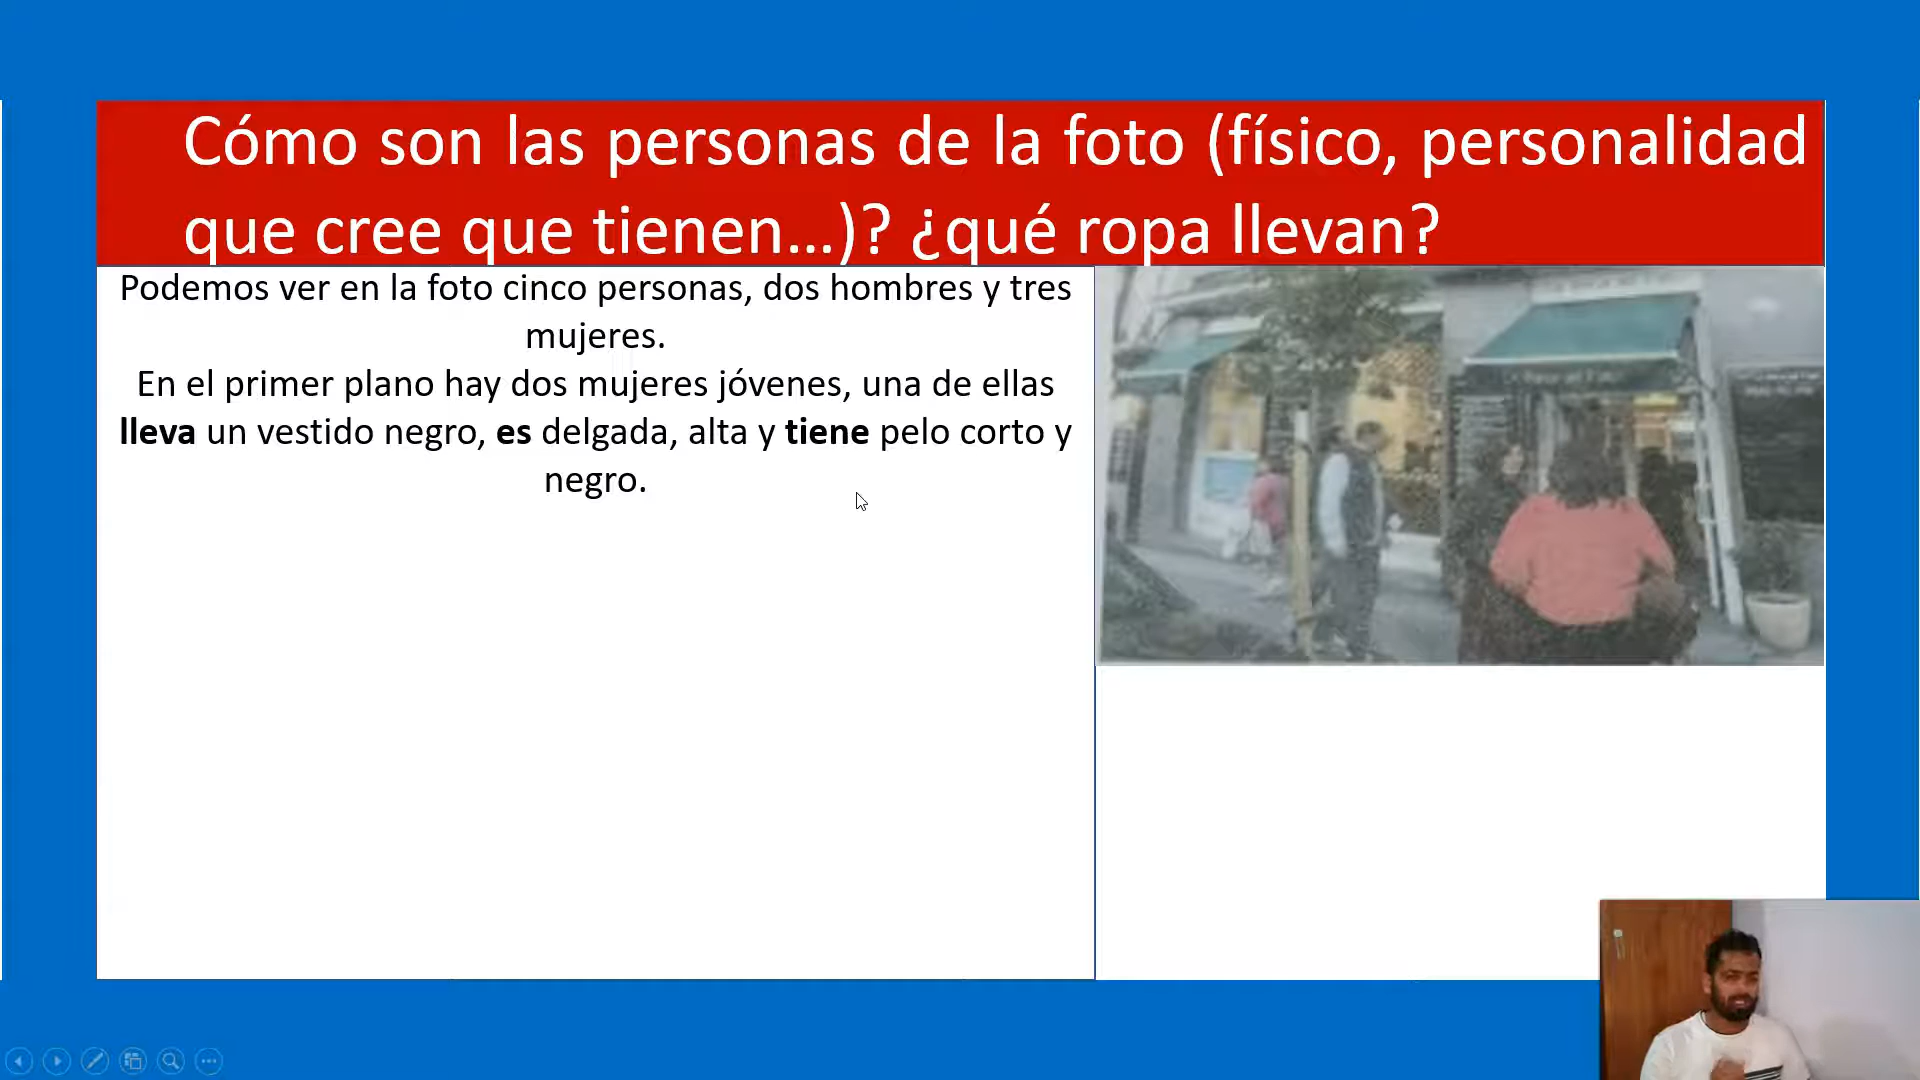 Cómo son las personas de la foto (físico, personalidad
que cree que tienen...)? ¿qué ropa llevan?
Podemos ver en la foto cinco personas, dos hombres y tres
mujeres.
En el primer plano hay dos mujeres jóvenes, una de ellas
lleva un vestido negro, es delgada, alta y tiene pelo corto y
negro.